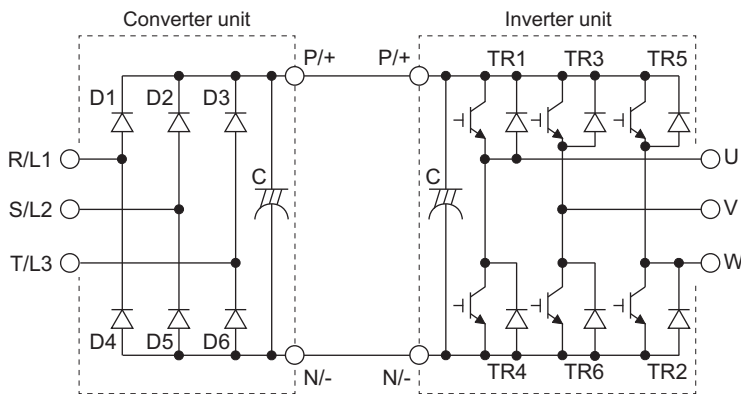 Converter unit
Inverter unit
P/+
P/+
TR1
TR3
TR5
D1
D2
D3
R/L1
U
C
C
S/L2
V
T/L3
W
D4
D5
D6
TR4
TR6
TR2
N/-
N/-